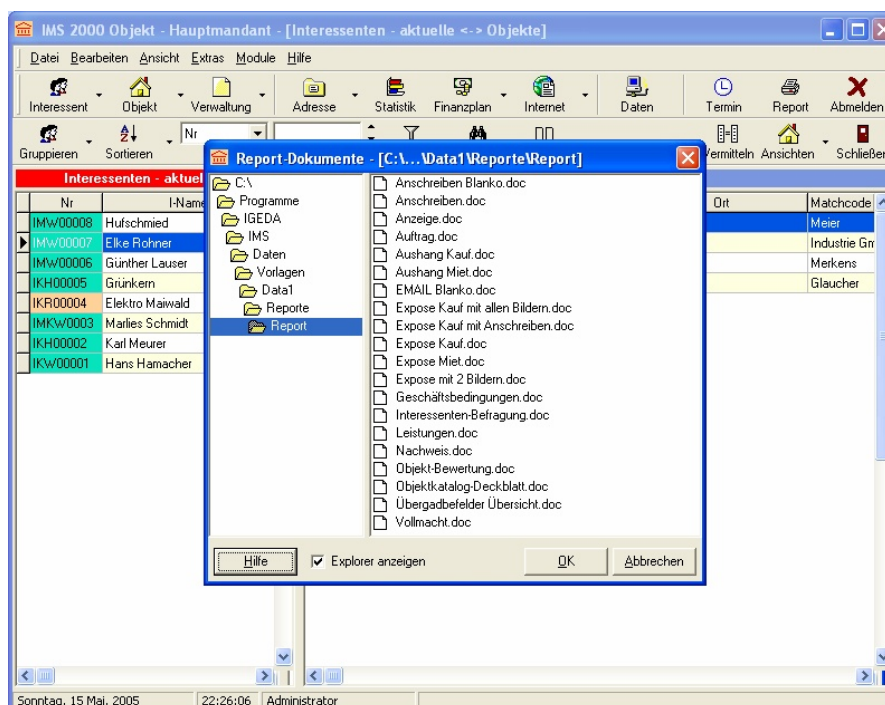 IMS 2000 Objekt - Hauptmandant - [Interessenten - aktuelle <-> Objekte]
Datei Bearbeiten Ansicht Extras Module Hilfe
Interessent Objekt Verwaltung Adresse Statistik Finanzplan Internet Daten Termin Report Abmelden
Gruppieren Sortieren Nr Vermitteln Ansichten Schließen
Interessenten - aktuel
Nr I-Name Ort Matchcode
IMW00008 Hufschmied Meier
IMW00007 Elke Rohner Industrie Gm
IMW00006 Günther Lauser Merkens
IKH00005 Grünkern Glaucher
IKR00004 Elektro Maiwald
IMKW0003 Marlies Schmidt
IKH00002 Karl Meurer
IKW00001 Hans Hamacher
Report-Dokumente - [C:\...\Data1\Reporte\Report]
C:\
Programme
IGEDA
IMS
Daten
Vorlagen
Data1
Reporte
Report
Anschreiben Blanko.doc
Anschreiben.doc
Anzeige.doc
Auftrag.doc
Aushang Kauf.doc
Aushang Miet.doc
EMAIL Blanko.doc
Expose Kauf mit allen Bildern.doc
Expose Kauf mit Anschreiben.doc
Expose Kauf.doc
Expose Miet.doc
Expose mit 2 Bildern.doc
Geschäftsbedingungen.doc
Interessenten-Befragung.doc
Leistungen.doc
Nachweis.doc
Objekt-Bewertung.doc
Objektkatalog-Deckblatt.doc
Übergadbefelder Übersicht.doc
Vollmacht.doc
Hilfe Explorer anzeigen OK Abbrechen
Sonntag, 15 Mai, 2005 22:26:06 Administrator